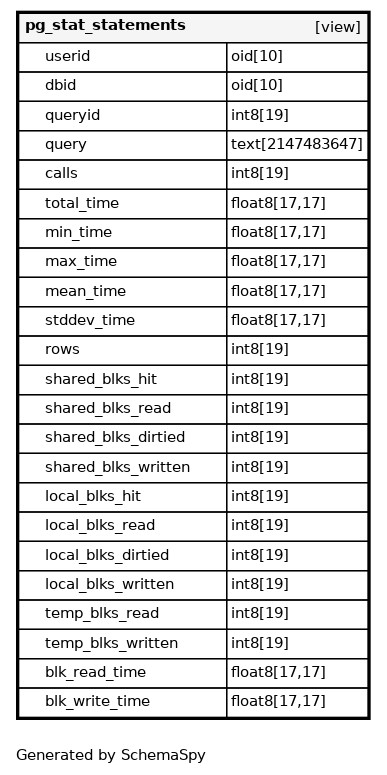 pg_stat_statements [view]
userid oid[10]
dbid oid[10]
queryid int8[19]
query text[2147483647]
calls int8[19]
total_time float8[17,17]
min_time float8[17,17]
max_time float8[17,17]
mean_time float8[17,17]
stddev_time float8[17,17]
rows int8[19]
shared_blks_hit int8[19]
shared_blks_read int8[19]
shared_blks_dirtied int8[19]
shared_blks_written int8[19]
local_blks_hit int8[19]
local_blks_read int8[19]
local_blks_dirtied int8[19]
local_blks_written int8[19]
temp_blks_read int8[19]
temp_blks_written int8[19]
blk_read_time float8[17,17]
blk_write_time float8[17,17]
Generated by SchemaSpy